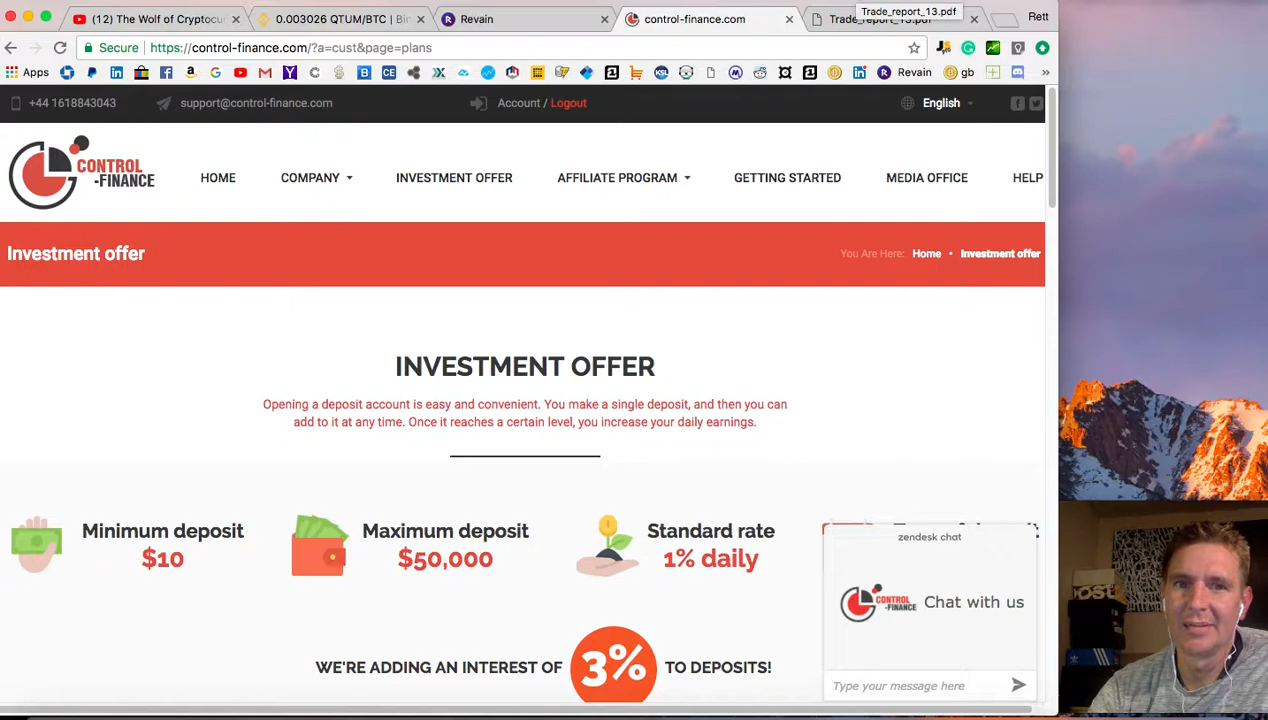 Trade_report_13.pdf
(12) The Wolf of Cryptocu
0.003026 QTUM/BTC | Bin
Revain
control-finance.com
Trade_report_13.pdf
Rett
Secure
https://control-finance.com/?a=cust&page=plans
Apps
Revain
gb
+44 1618843043
support@control-finance.com
Account / Logout
English
CONTROL
-FINANCE
HOME
COMPANY
INVESTMENT OFFER
AFFILIATE PROGRAM
GETTING STARTED
MEDIA OFFICE
HELP
Investment offer
You Are Here: Home • Investment offer
INVESTMENT OFFER
Opening a deposit account is easy and convenient. You make a single deposit, and then you can
add to it at any time. Once it reaches a certain level, you increase your daily earnings.
Minimum deposit
$10
Maximum deposit
$50,000
Standard rate
1% daily
zendesk chat
CONTROL
-FINANCE
Chat with us
Type your message here
WE'RE ADDING AN INTEREST OF 3% TO DEPOSITS!